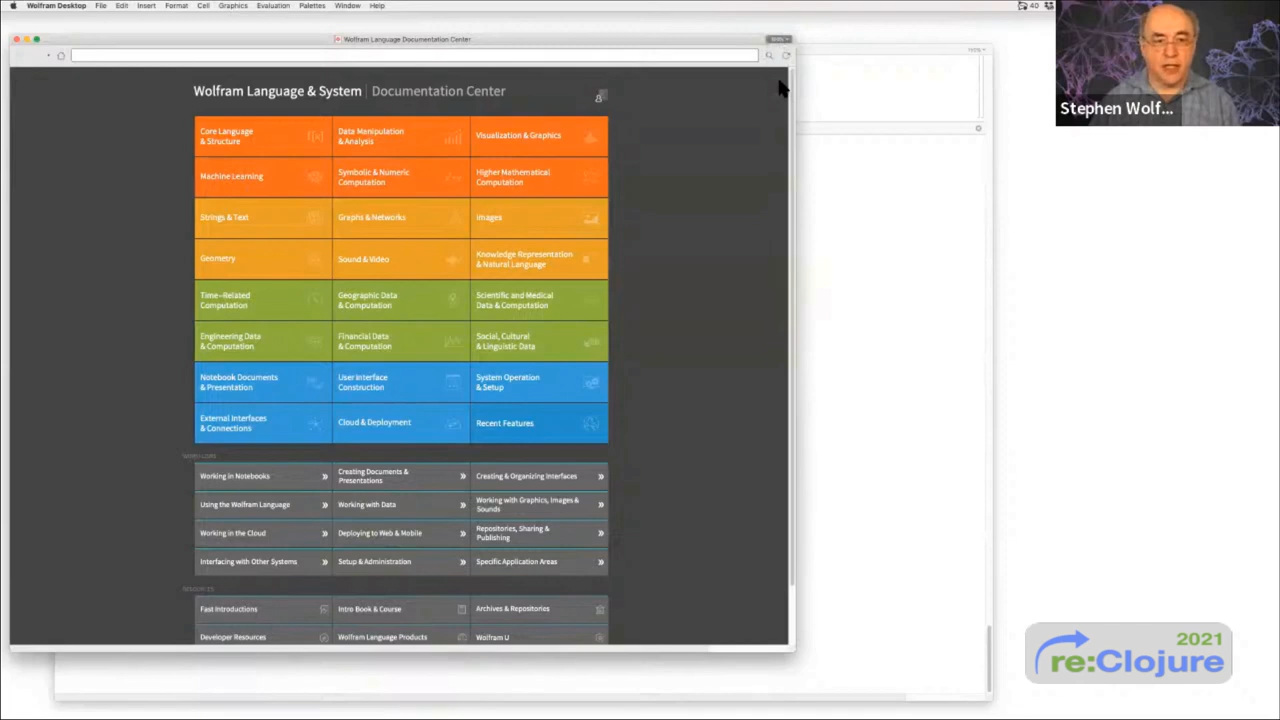 Wolfram Desktop File Edit Insert Format Cell Graphics Evaluation Palettes Window Help
40
Wolfram Language Documentation Center
Wolfram Language & System | Documentation Center
Core Language
& Structure
Data Manipulation
& Analysis
Visualization & Graphics
Machine Learning
Symbolic & Numeric
Computation
Higher Mathematical
Computation
Strings & Text
Graphs & Networks
Images
Geometry
Sound & Video
Knowledge Representation
& Natural Language
Time-Related
Computation
Geographic Data
& Computation
Scientific and Medical
Data & Computation
Engineering Data
& Computation
Financial Data
& Computation
Social, Cultural
& Linguistic Data
Notebook Documents
& Presentation
User Interface
Construction
System Operation
& Setup
External Interfaces
& Connections
Cloud & Deployment
Recent Features
WORKFLOWS
Working in Notebooks »
Creating Documents &
Presentations »
Creating & Organizing Interfaces »
Using the Wolfram Language »
Working with Data »
Working with Graphics, Images &
Sounds »
Working in the Cloud »
Deploying to Web & Mobile »
Repositories, Sharing &
Publishing »
Interfacing with Other Systems »
Setup & Administration »
Specific Application Areas »
RESOURCES
Fast Introductions
Intro Book & Course
Archives & Repositories
Developer Resources
Wolfram Language Products
Wolfram U
Stephen Wolf...
2021
re:Clojure